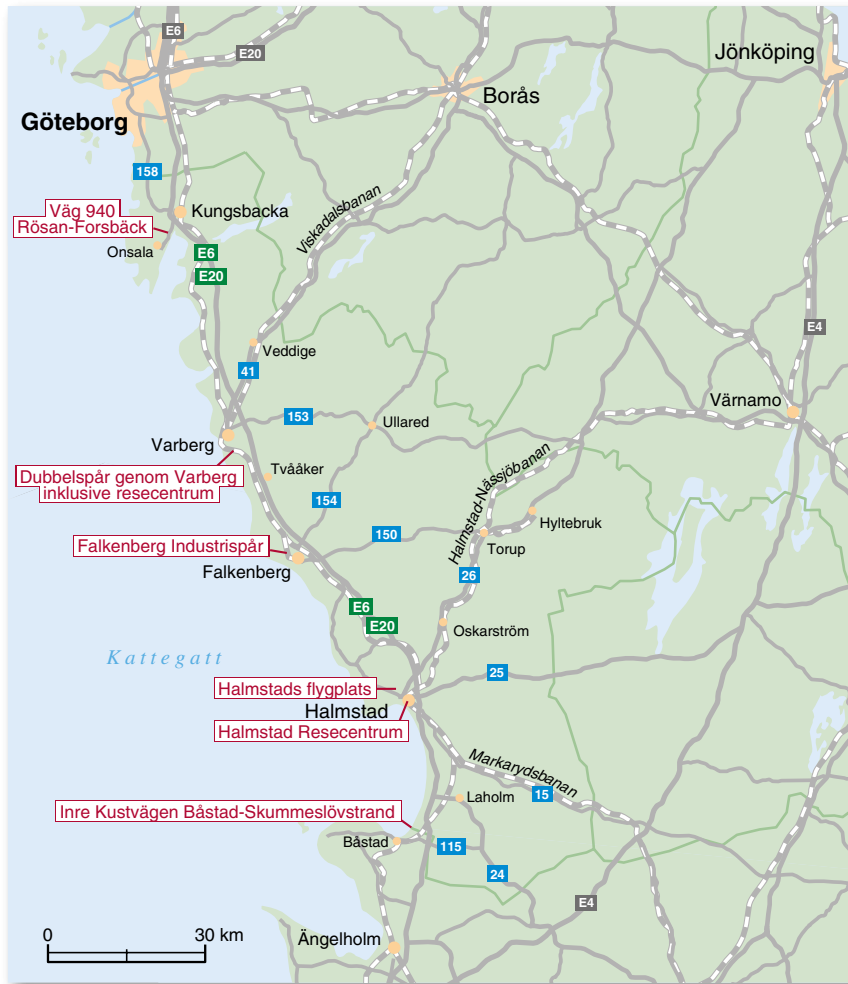 E6
E20
Jönköping
Borås
Göteborg
158
Viskadalsbanan
Väg 940
Rösan-Forsbäck
Kungsbacka
Onsala
E6
E20
E4
Veddige
41
Värnamo
153
Ullared
Varberg
Dubbelspår genom Varberg
inklusive resecentrum
Tvååker
154
Halmstad-Nässjöbanan
Hyltebruk
150
Torup
Falkenberg Industrispår
Falkenberg
26
E6
E20
Oskarström
Kattegatt
25
Halmstads flygplats
Halmstad
Halmstad Resecentrum
Markarydsbanan
15
Laholm
Inre Kustvägen Båstad-Skummeslövstrand
Båstad
115
24
E4
0 30 km
Ängelholm